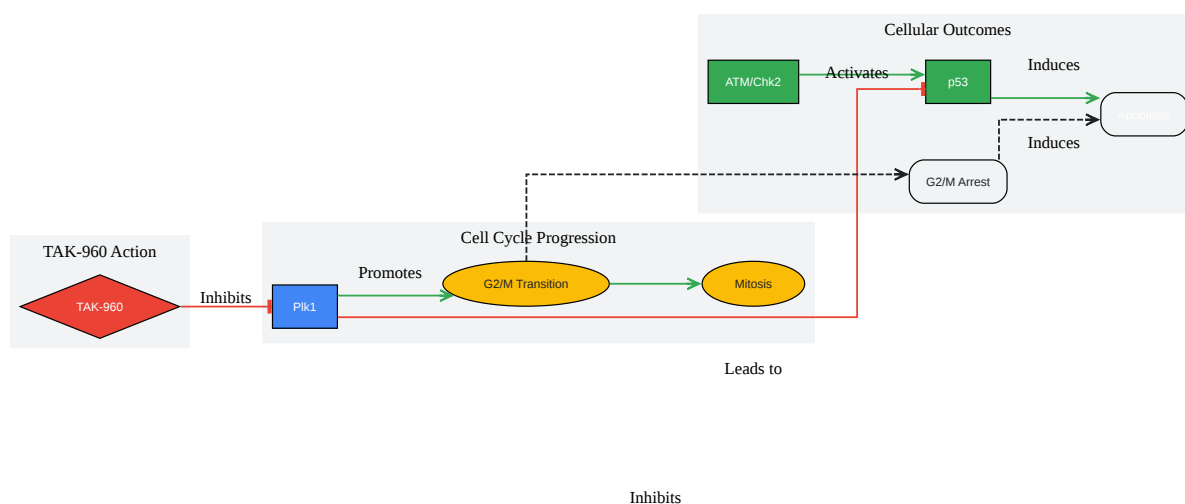 Cellular Outcomes
ATM/Chk2
Activates
p53
Induces
Apoptosis
Induces
G2/M Arrest
Cell Cycle Progression
TAK-960 Action
Promotes
G2/M Transition
Mitosis
TAK-960
Inhibits
Plk1
Leads to
Inhibits